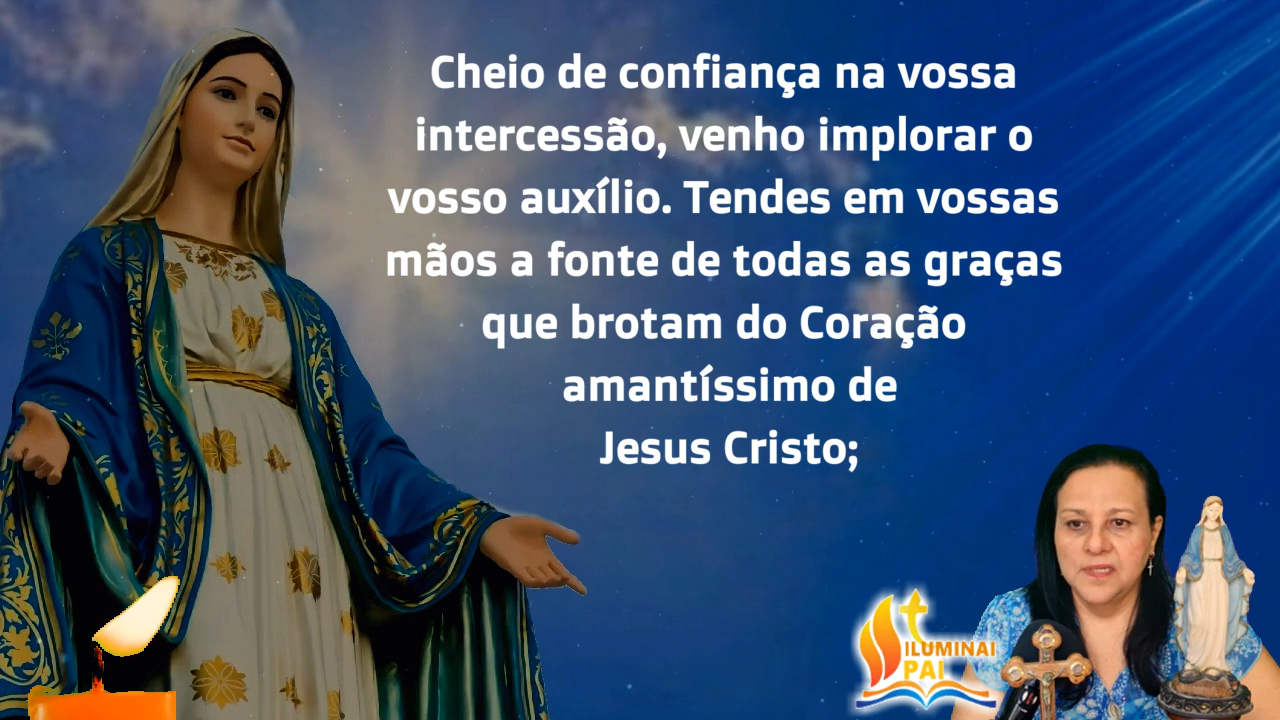 Cheio de confiança na vossa
intercessão, venho implorar o
vosso auxílio. Tendes em vossas
mãos a fonte de todas as graças
que brotam do Coração
amantíssimo de
Jesus Cristo;
ILUMINAI
PAI